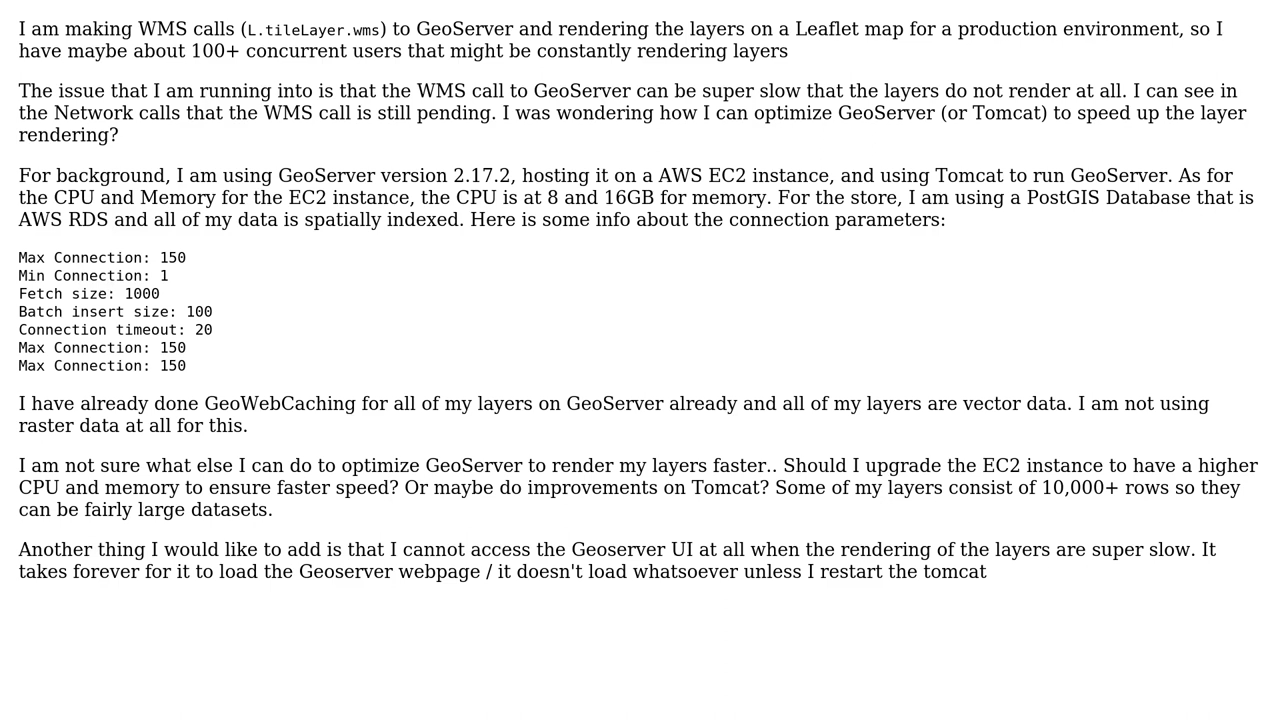 I am making WMS calls (L.tileLayer.wms) to GeoServer and rendering the layers on a Leaflet map for a production environment, so I
have maybe about 100+ concurrent users that might be constantly rendering layers
The issue that I am running into is that the WMS call to GeoServer can be super slow that the layers do not render at all. I can see in
the Network calls that the WMS call is still pending. I was wondering how I can optimize GeoServer (or Tomcat) to speed up the layer
rendering?
For background, I am using GeoServer version 2.17.2, hosting it on a AWS EC2 instance, and using Tomcat to run GeoServer. As for
the CPU and Memory for the EC2 instance, the CPU is at 8 and 16GB for memory. For the store, I am using a PostGIS Database that is
AWS RDS and all of my data is spatially indexed. Here is some info about the connection parameters:
Max Connection: 150
Min Connection: 1
Fetch size: 1000
Batch insert size: 100
Connection timeout: 20
Max Connection: 150
Max Connection: 150
I have already done GeoWebCaching for all of my layers on GeoServer already and all of my layers are vector data. I am not using
raster data at all for this.
I am not sure what else I can do to optimize GeoServer to render my layers faster.. Should I upgrade the EC2 instance to have a higher
CPU and memory to ensure faster speed? Or maybe do improvements on Tomcat? Some of my layers consist of 10,000+ rows so they
can be fairly large datasets.
Another thing I would like to add is that I cannot access the Geoserver UI at all when the rendering of the layers are super slow. It
takes forever for it to load the Geoserver webpage / it doesn't load whatsoever unless I restart the tomcat